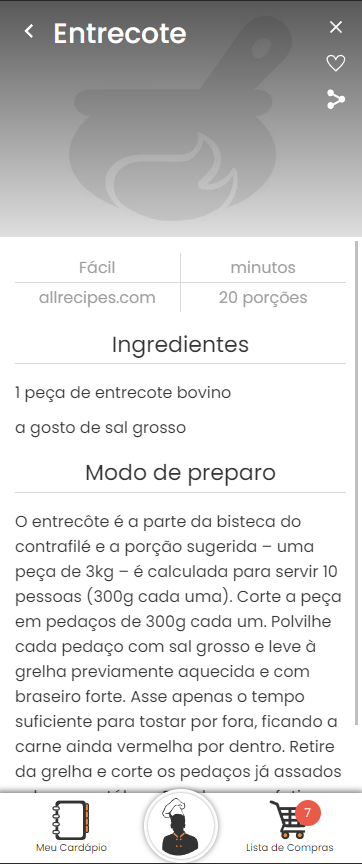 Entrecote
Fácil
minutos
allrecipes.com
20 porções
Ingredientes
1 peça de entrecote bovino
a gosto de sal grosso
Modo de preparo
O entrecôte é a parte da bisteca do
contrafilé e a porção sugerida – uma
peça de 3kg – é calculada para servir 10
pessoas (300g cada uma). Corte a peça
em pedaços de 300g cada um. Polvilhe
cada pedaço com sal grosso e leve à
grelha previamente aquecida e com
braseiro forte. Asse apenas o tempo
suficiente para tostar por fora, ficando a
carne ainda vermelha por dentro. Retire
da grelha e corte os pedaços já assados
7
Meu Cardápio
Lista de Compras